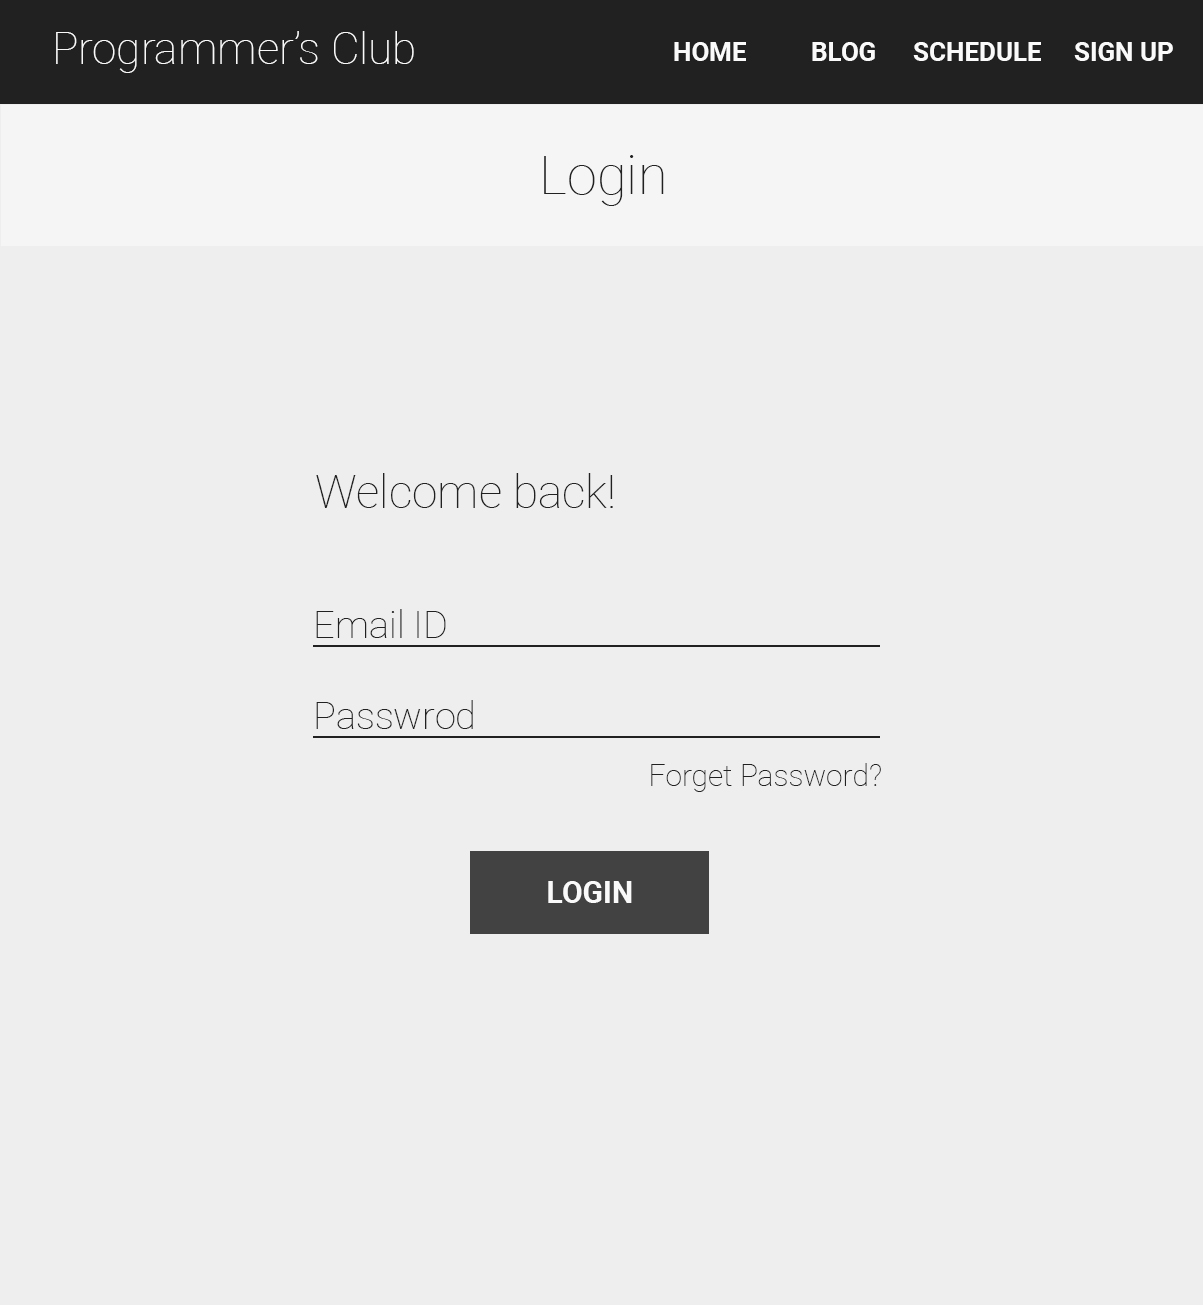 Programmer’s Club
HOME BLOG SCHEDULE SIGN UP
Login
Welcome back!
Email ID
Passwrod
Forget Password?
LOGIN